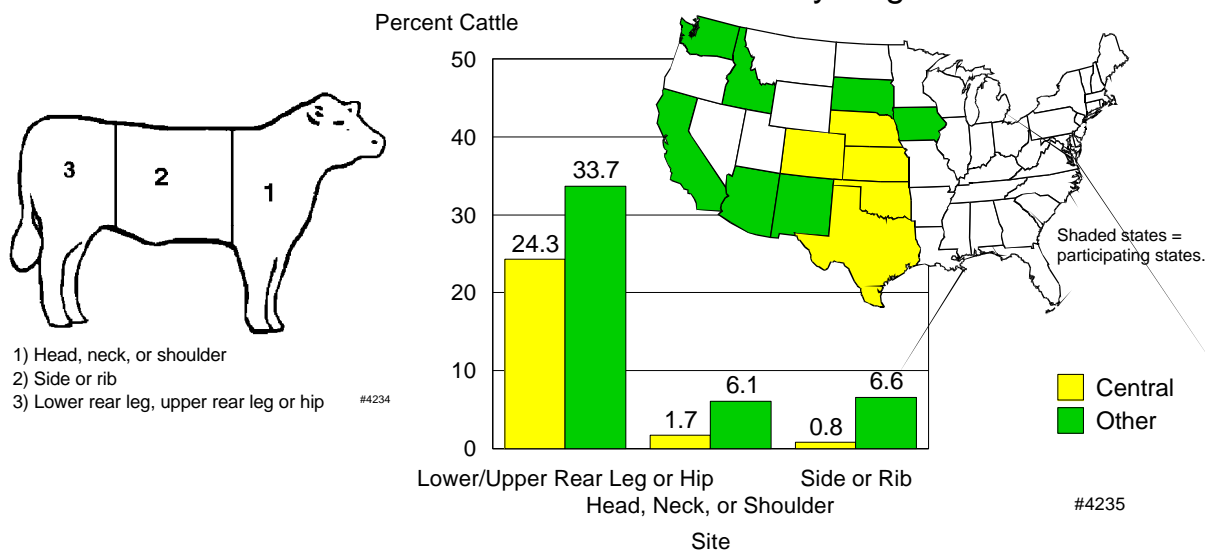 3
2
1
1) Head, neck, or shoulder
2) Side or rib
3) Lower rear leg, upper rear leg or hip #4234
Percent Cattle
50
40
30
20
10
0
24.3
33.7
1.7
6.1
0.8
6.6
Lower/Upper Rear Leg or Hip
Head, Neck, or Shoulder
Side or Rib
Site
Shaded states =
participating states.
Central
Other
#4235